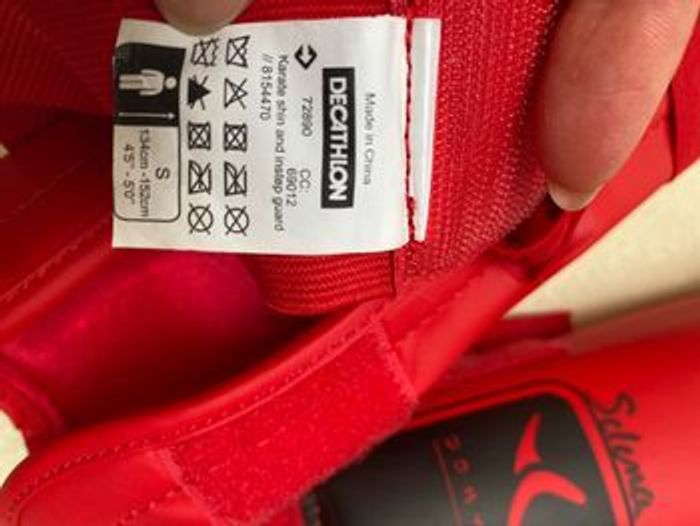 Made in China
DECATHLON
72890 CC: 69012
Karate shin and instep guard
// 8154470
S
134cm -152cm
4'5" - 5'0"
Selena